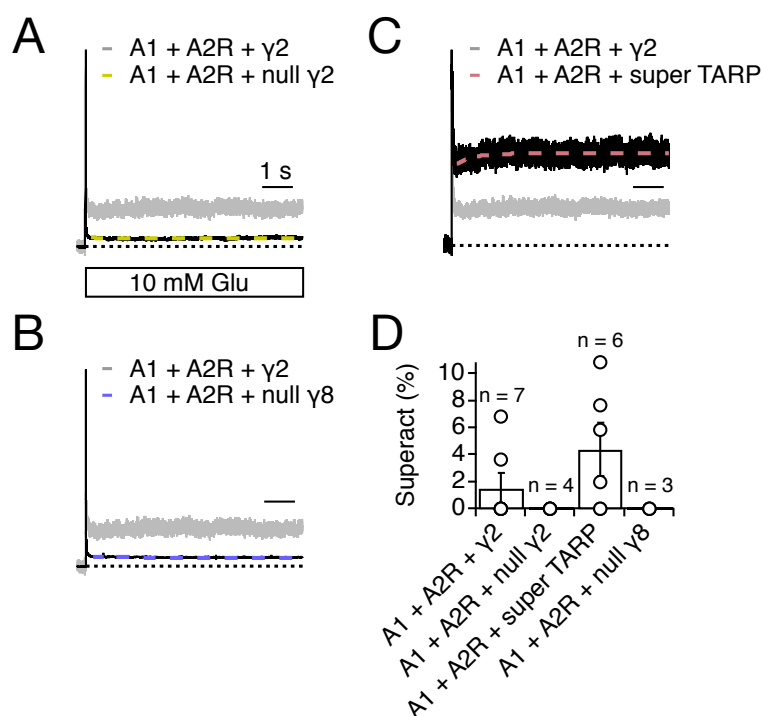 A
A1 + A2R + γ2
A1 + A2R + null γ2
1 s
10 mM Glu
B
A1 + A2R + γ2
A1 + A2R + null γ8
C
A1 + A2R + γ2
A1 + A2R + super TARP
D
Superact (%)
10
8
6
4
2
0
n = 7
n = 4
n = 6
n = 3
A1 + A2R + γ2
A1 + A2R + null γ2
A1 + A2R + super TARP
A1 + A2R + null γ8